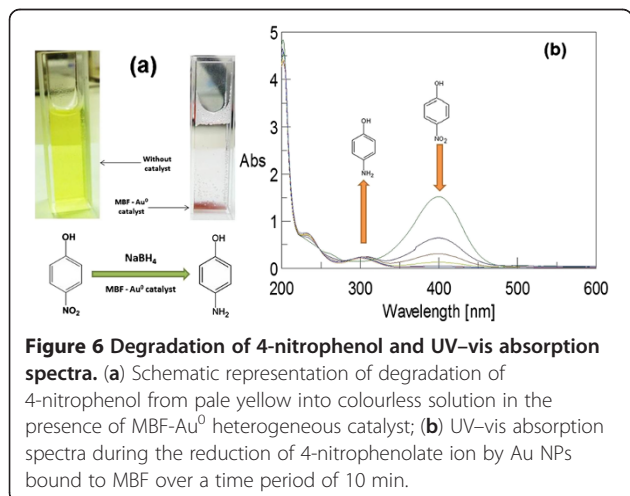 (a)
Without
catalyst
MBF - Au⁰
catalyst
OH
NO₂
NaBH₄
MBF - Au⁰ catalyst
OH
NH₂
(b)
5
4
3
Abs
2
1
0
200
300
400
500
600
Wavelength [nm]
OH
NH₂
OH
NO₂
Figure 6 Degradation of 4-nitrophenol and UV–vis absorption
spectra. (a) Schematic representation of degradation of
4-nitrophenol from pale yellow into colourless solution in the
presence of MBF-Au⁰ heterogeneous catalyst; (b) UV–vis absorption
spectra during the reduction of 4-nitrophenolate ion by Au NPs
bound to MBF over a time period of 10 min.